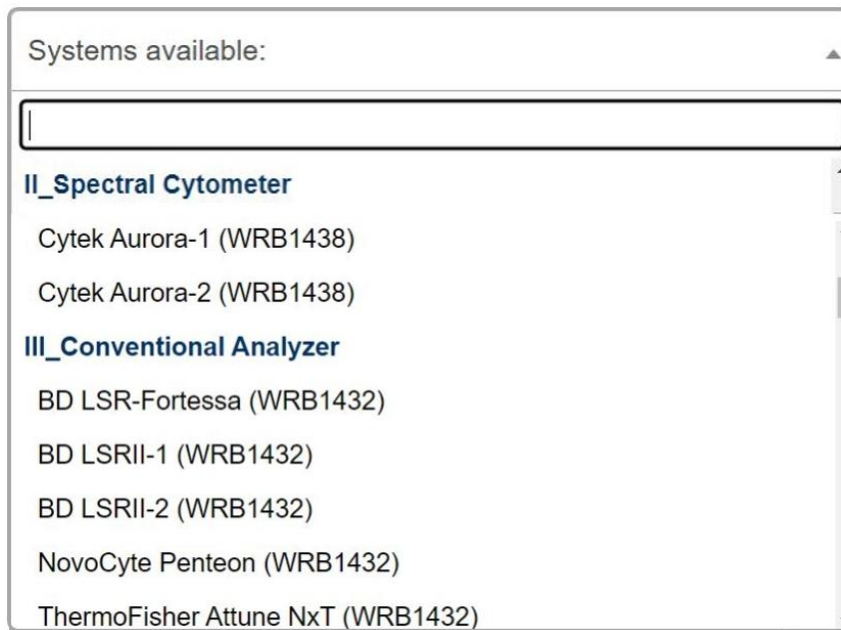 Systems available:
II_Spectral Cytometer
Cytek Aurora-1 (WRB1438)
Cytek Aurora-2 (WRB1438)
III_Conventional Analyzer
BD LSR-Fortessa (WRB1432)
BD LSRII-1 (WRB1432)
BD LSRII-2 (WRB1432)
NovoCyte Penteon (WRB1432)
ThermoFisher Attune NxT (WRB1432)